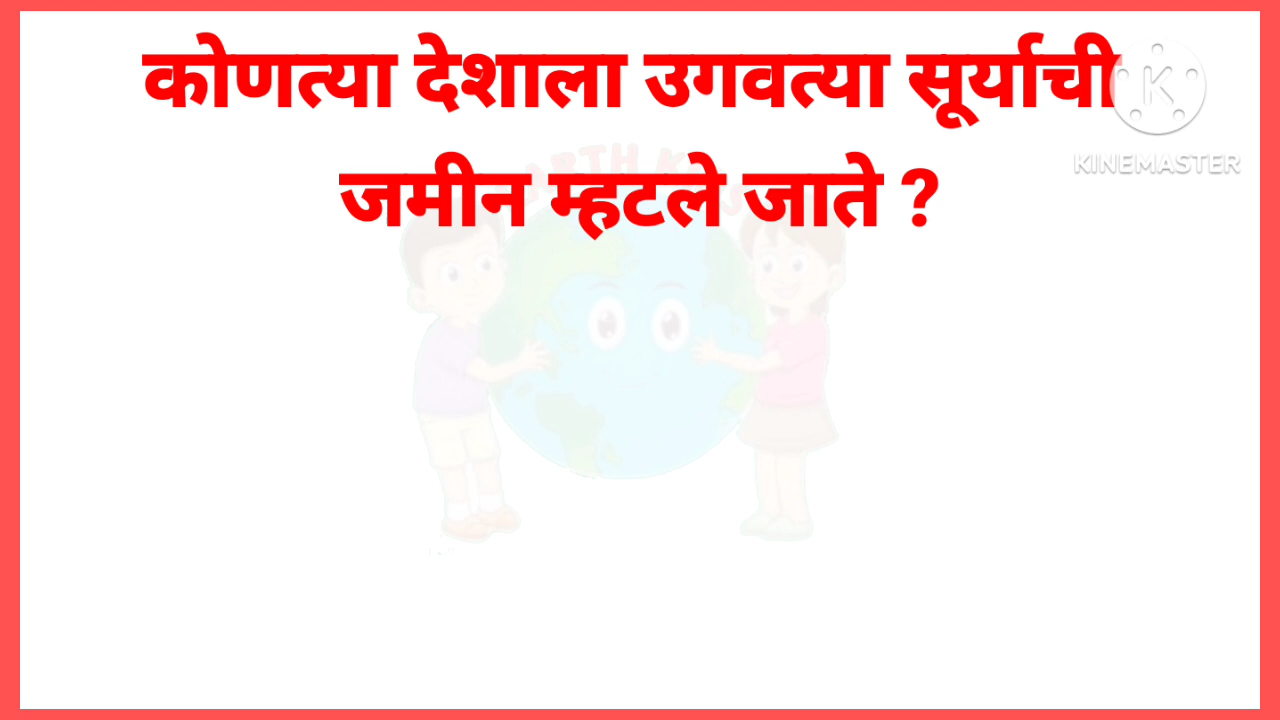 कोणत्या देशाला उगवत्या सूर्याची
जमीन म्हटले जाते ?
KINEMASTER